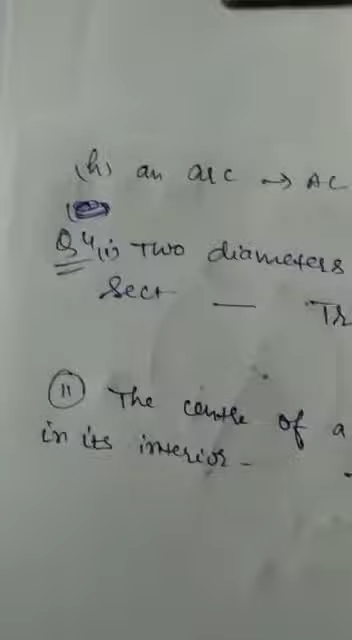 (h) an arc → AC
Q4 (i) Two diameters
sect — Tr
(ii) The centre of a
in its interior -